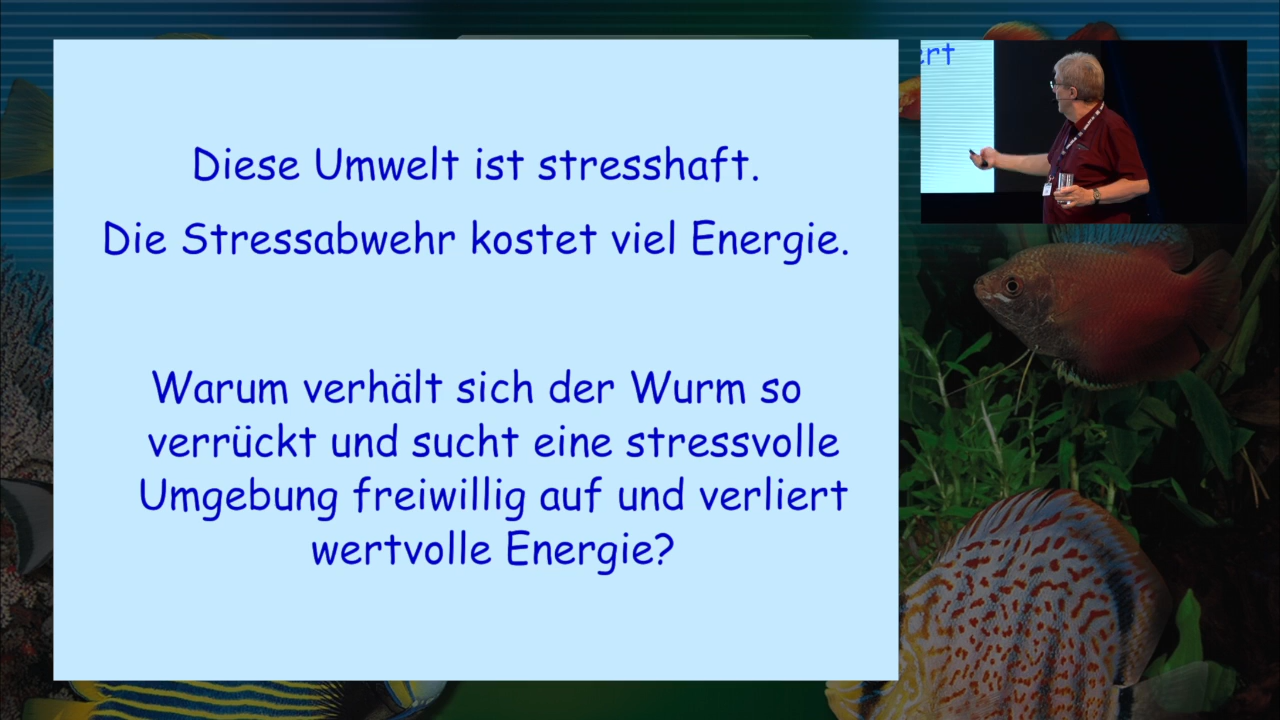 Diese Umwelt ist stresshaft.
Die Stressabwehr kostet viel Energie.
Warum verhält sich der Wurm so
verrückt und sucht eine stressvolle
Umgebung freiwillig auf und verliert
wertvolle Energie?